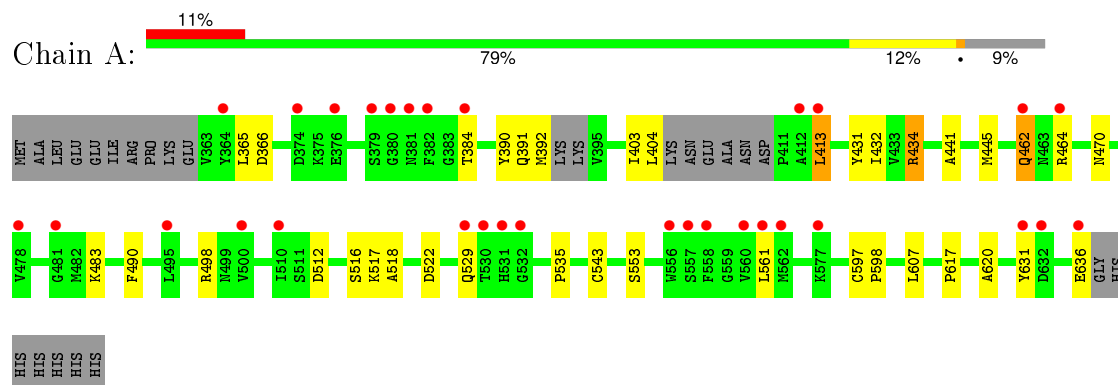 11%
Chain A:
79% 12% • 9%
MET ALA LEU GLU GLU ILE ARG PRO LYS GLU V363 Y364 L365 D366 D374 K375 E376 S379 G380 N381 F382 G383 T384 Y390 Q391 M392 LYS LYS V395 I403 L404 LYS ASN GLU ALA ASN ASP P411 A412 L413 Y431 I432 V433 R434 A441 M445 Q462 N463 R464 N470
V478 G481 M482 K483 F490 L495 R498 N499 V500 I510 S511 D512 S516 K517 A518 D522 Q529 T530 H531 G532 P535 C543 S553 W556 S557 F558 G559 V560 L561 M562 K577 C597 P598 L607 P617 A620 Y631 D632 E636 GLY HIS
HIS HIS HIS HIS HIS